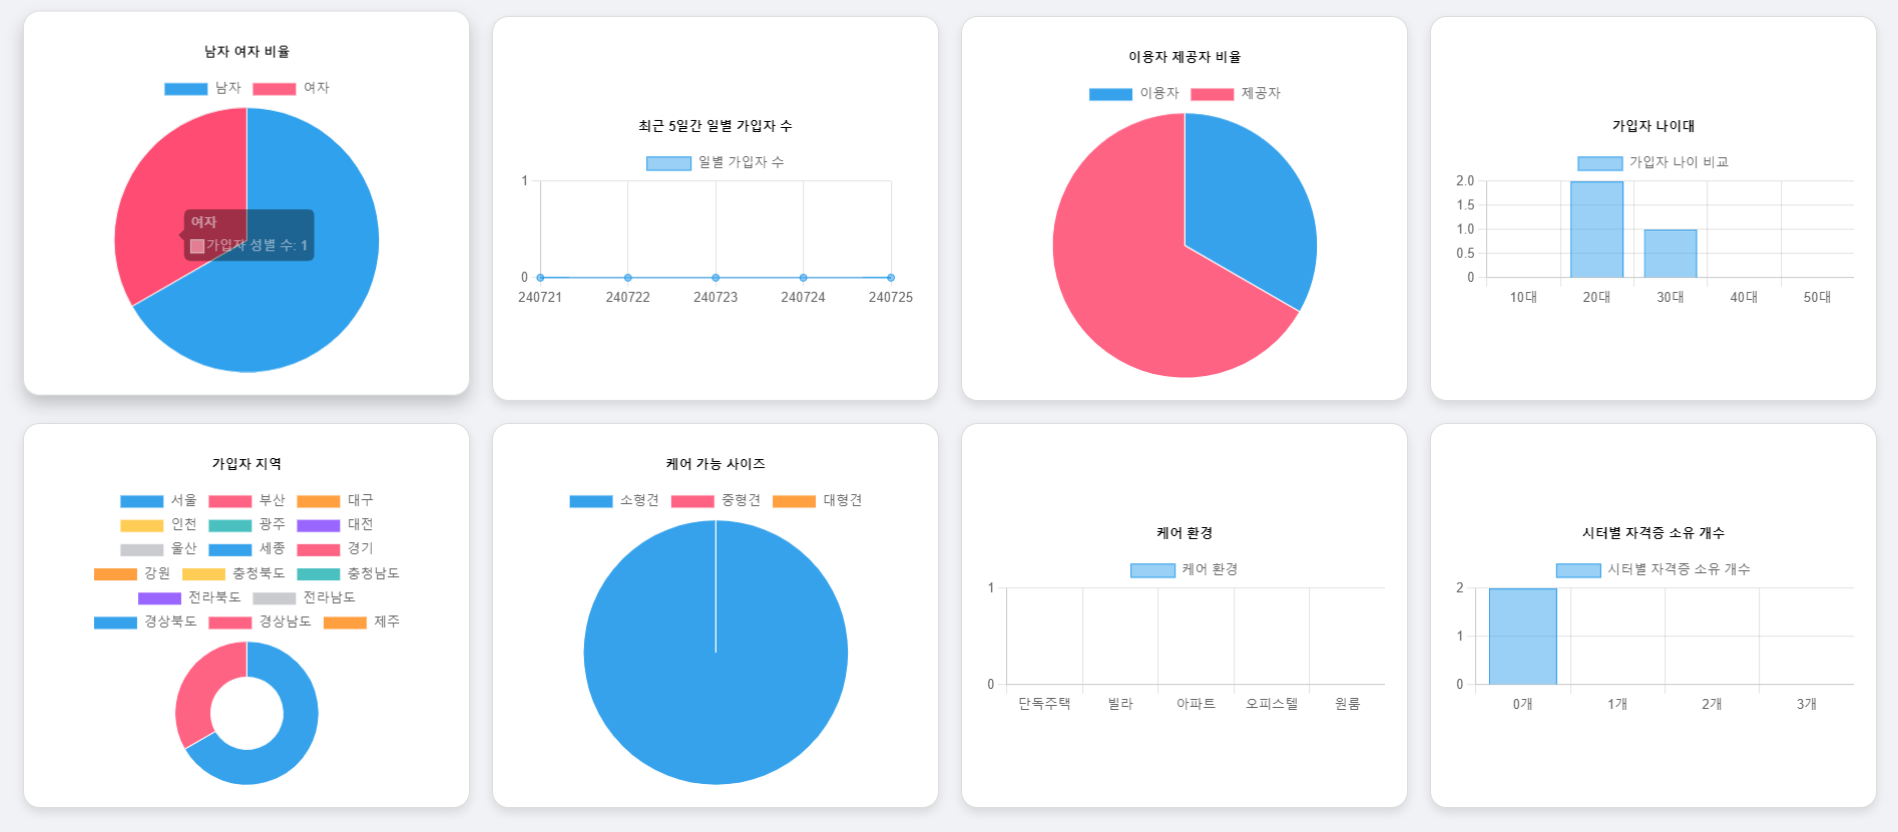 남자 여자 비율
남자 여자
여자
가입자 성별 수: 1
최근 5일간 일별 가입자 수
일별 가입자 수
1
0
240721 240722 240723 240724 240725
이용자 제공자 비율
이용자 제공자
가입자 나이대
가입자 나이 비교
2.0
1.5
1.0
0.5
0
10대 20대 30대 40대 50대
가입자 지역
서울 부산 대구
인천 광주 대전
울산 세종 경기
강원 충청북도 충청남도
전라북도 전라남도
경상북도 경상남도 제주
케어 가능 사이즈
소형견 중형견 대형견
케어 환경
케어 환경
1
0
단독주택 빌라 아파트 오피스텔 원룸
시터별 자격증 소유 개수
시터별 자격증 소유 개수
2
1
0
0개 1개 2개 3개